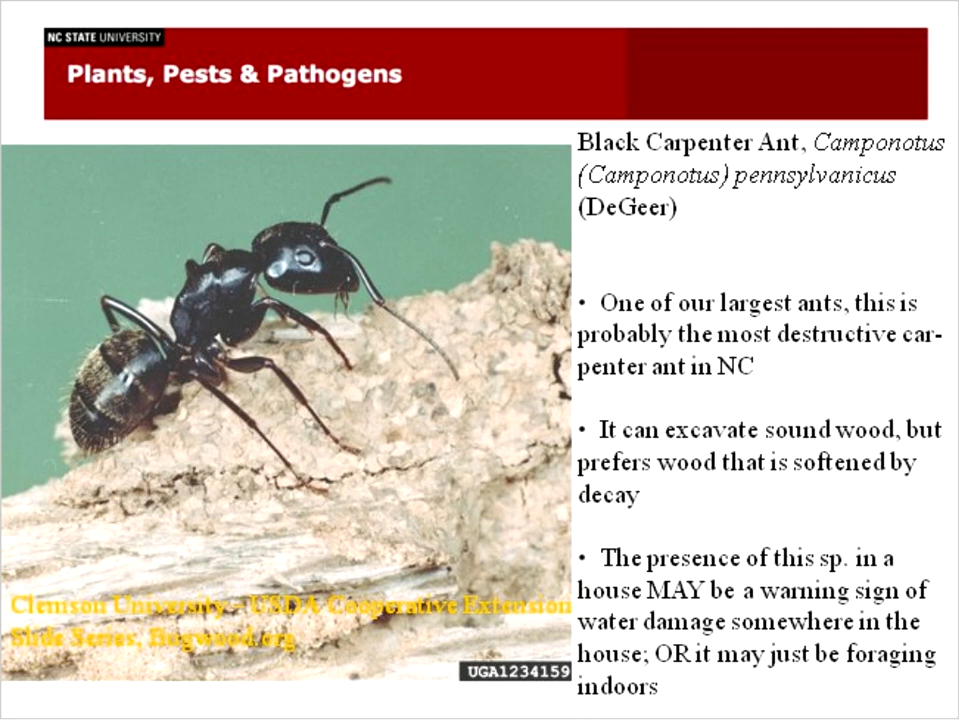 NC STATE UNIVERSITY
Plants, Pests & Pathogens
Black Carpenter Ant, Camponotus
(Camponotus) pennsylvanicus
(DeGeer)
• One of our largest ants, this is
probably the most destructive car-
penter ant in NC
• It can excavate sound wood, but
prefers wood that is softened by
decay
• The presence of this sp. in a
house MAY be a warning sign of
water damage somewhere in the
house; OR it may just be foraging
indoors
Clemson University - USDA Cooperative Extension
Slide Series, Bugwood.org
UGA1234159